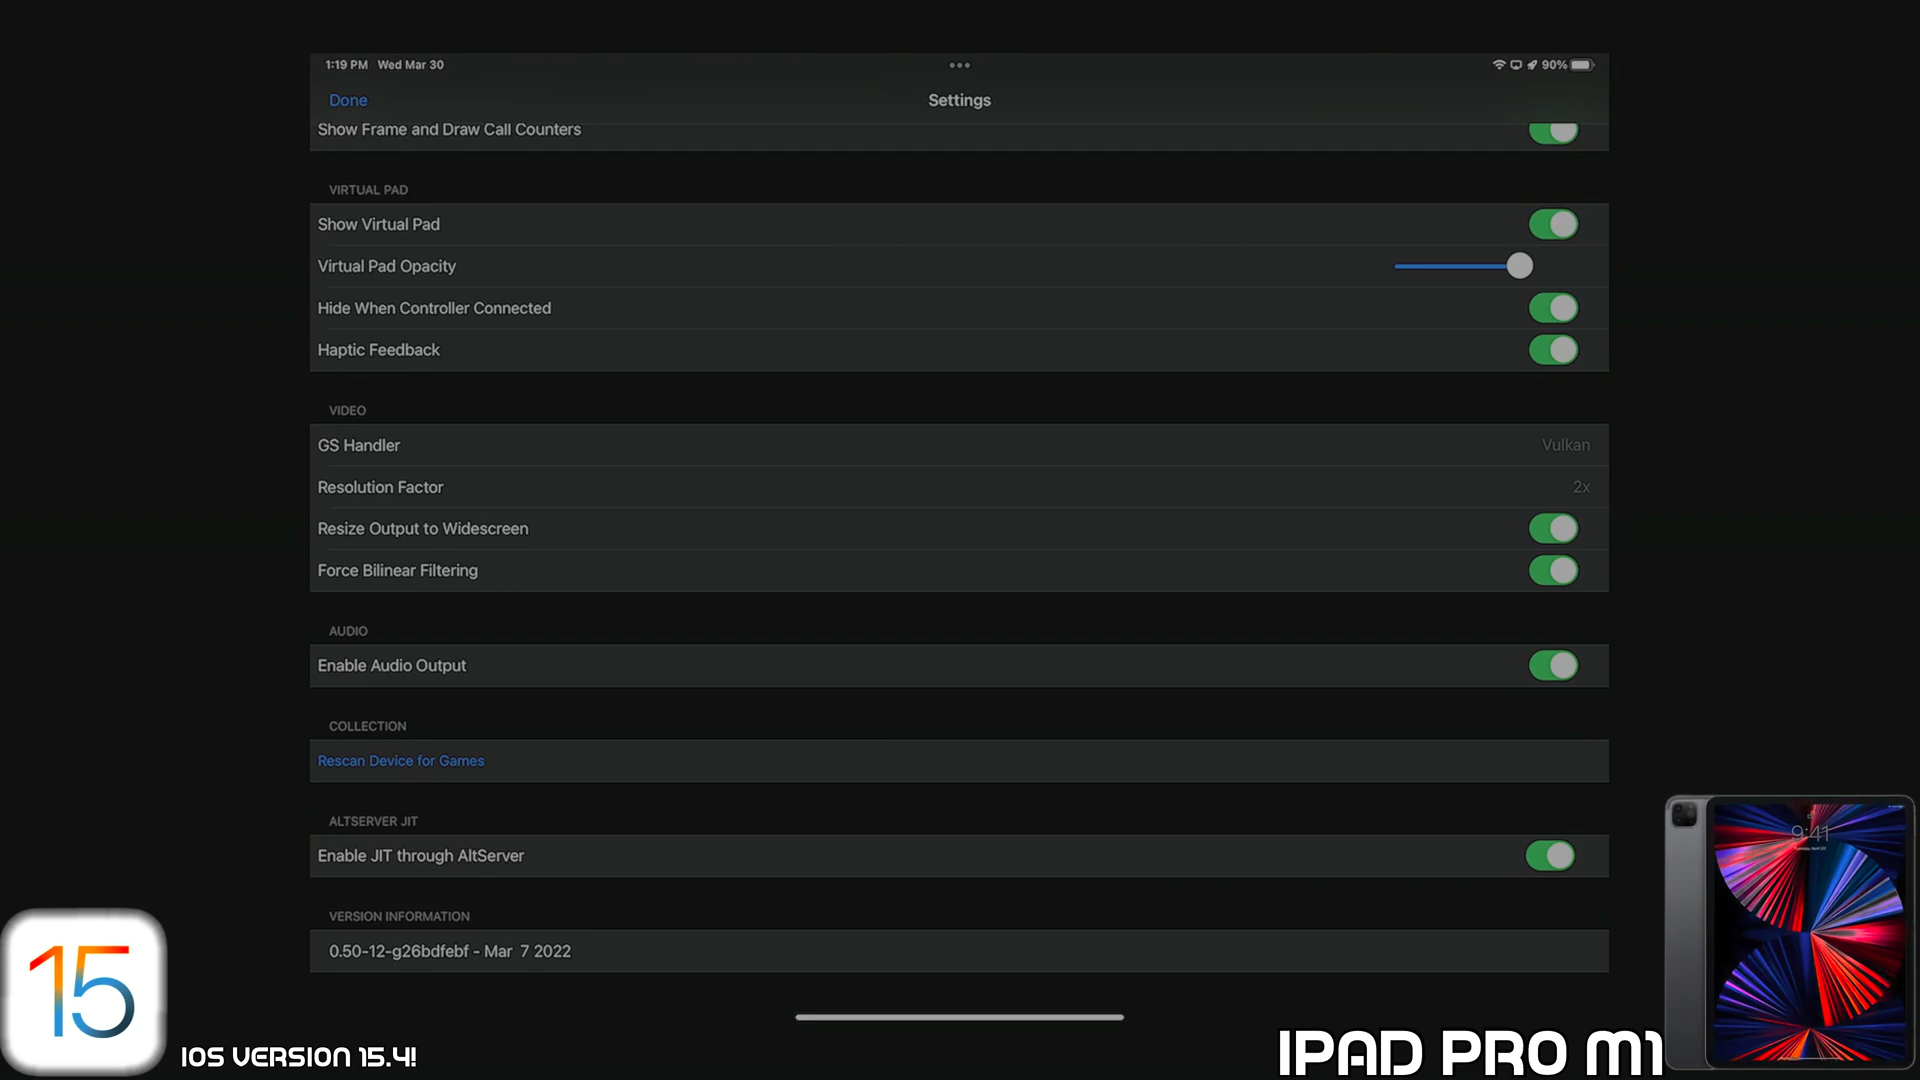 1:19 PM Wed Mar 30
90%
Done
Settings
Show Frame and Draw Call Counters
VIRTUAL PAD
Show Virtual Pad
Virtual Pad Opacity
Hide When Controller Connected
Haptic Feedback
VIDEO
GS Handler Vulkan
Resolution Factor 2x
Resize Output to Widescreen
Force Bilinear Filtering
AUDIO
Enable Audio Output
COLLECTION
Rescan Device for Games
ALTSERVER JIT
Enable JIT through AltServer
VERSION INFORMATION
0.50-12-g26bdfebf - Mar 7 2022
9:41
15
IOS VERSION 15.4!
IPAD PRO M1